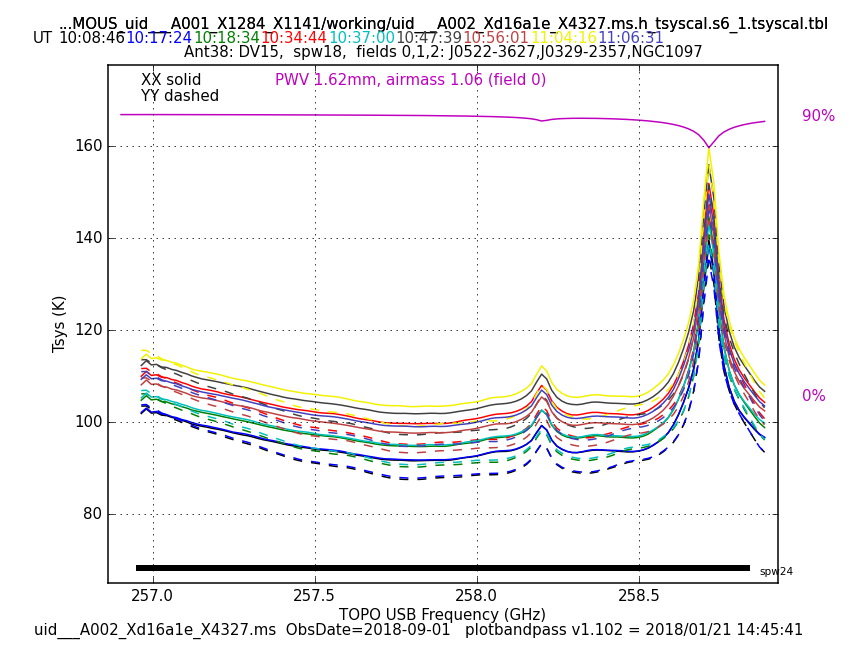 ...MOUS_uid___A001_X1284_X1141/working/uid___A002_Xd16a1e_X4327.ms.h_tsyscal.s6_1.tsyscal.tbl
UT 10:08:46 10:17:24 10:18:34 10:34:44 10:37:00 10:47:39 10:56:01 11:04:16 11:06:31
Ant38: DV15,  spw18,  fields 0,1,2: J0522-3627,J0329-2357,NGC1097
XX solid
PWV 1.62mm, airmass 1.06 (field 0)
YY dashed
90%
160
140
120
100
80
0%
Tsys (K)
spw24
257.0 257.5 258.0 258.5
TOPO USB Frequency (GHz)
uid___A002_Xd16a1e_X4327.ms  ObsDate=2018-09-01   plotbandpass v1.102 = 2018/01/21 14:45:41